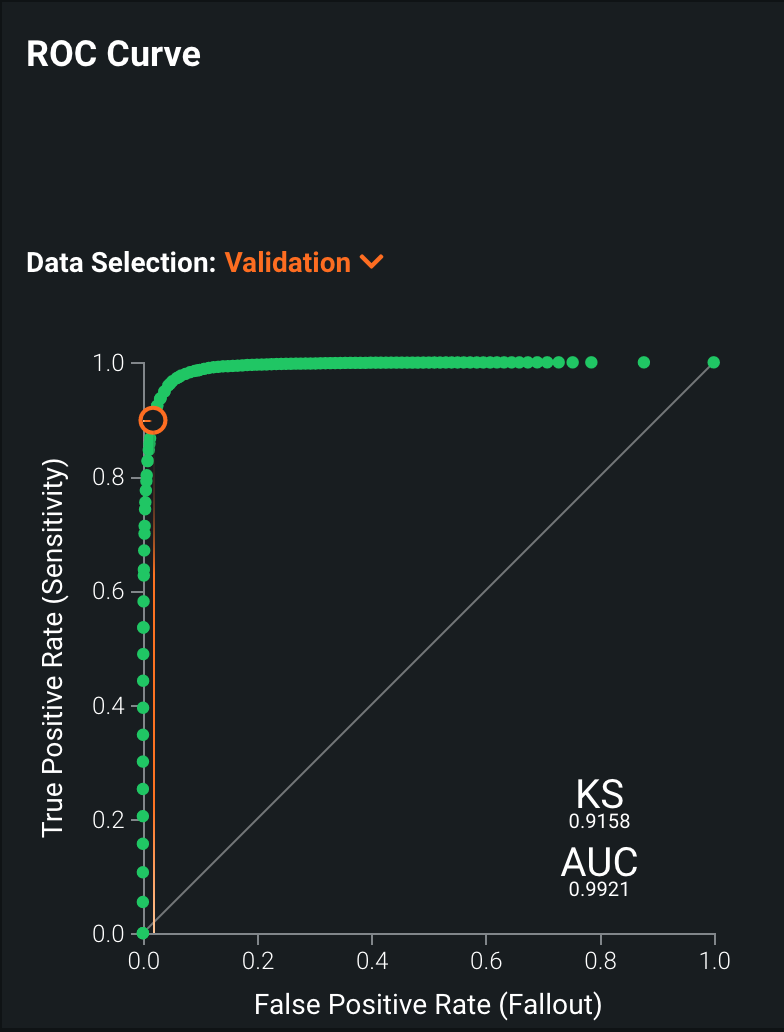 ROC Curve
Data Selection: Validation
1.0
0.8
0.6
0.4
0.2
0.0
True Positive Rate (Sensitivity)
KS
0.9158
AUC
0.9921
0.0 0.2 0.4 0.6 0.8 1.0
False Positive Rate (Fallout)